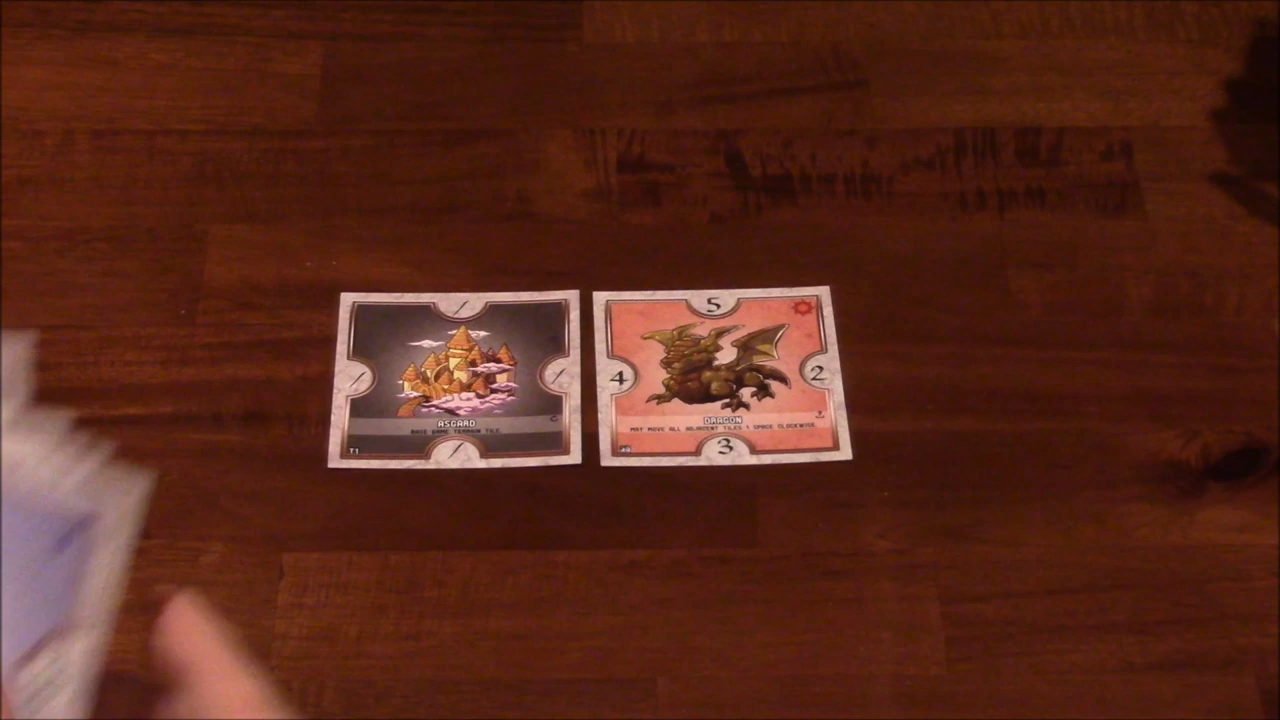 /
/ /
ASGARD
C
BASE GAME TERRAIN TILE.
T1
/
5
4 2
DRAGON
MAY MOVE ALL ADJACENT TILES 1 SPACE CLOCKWISE.
49
3